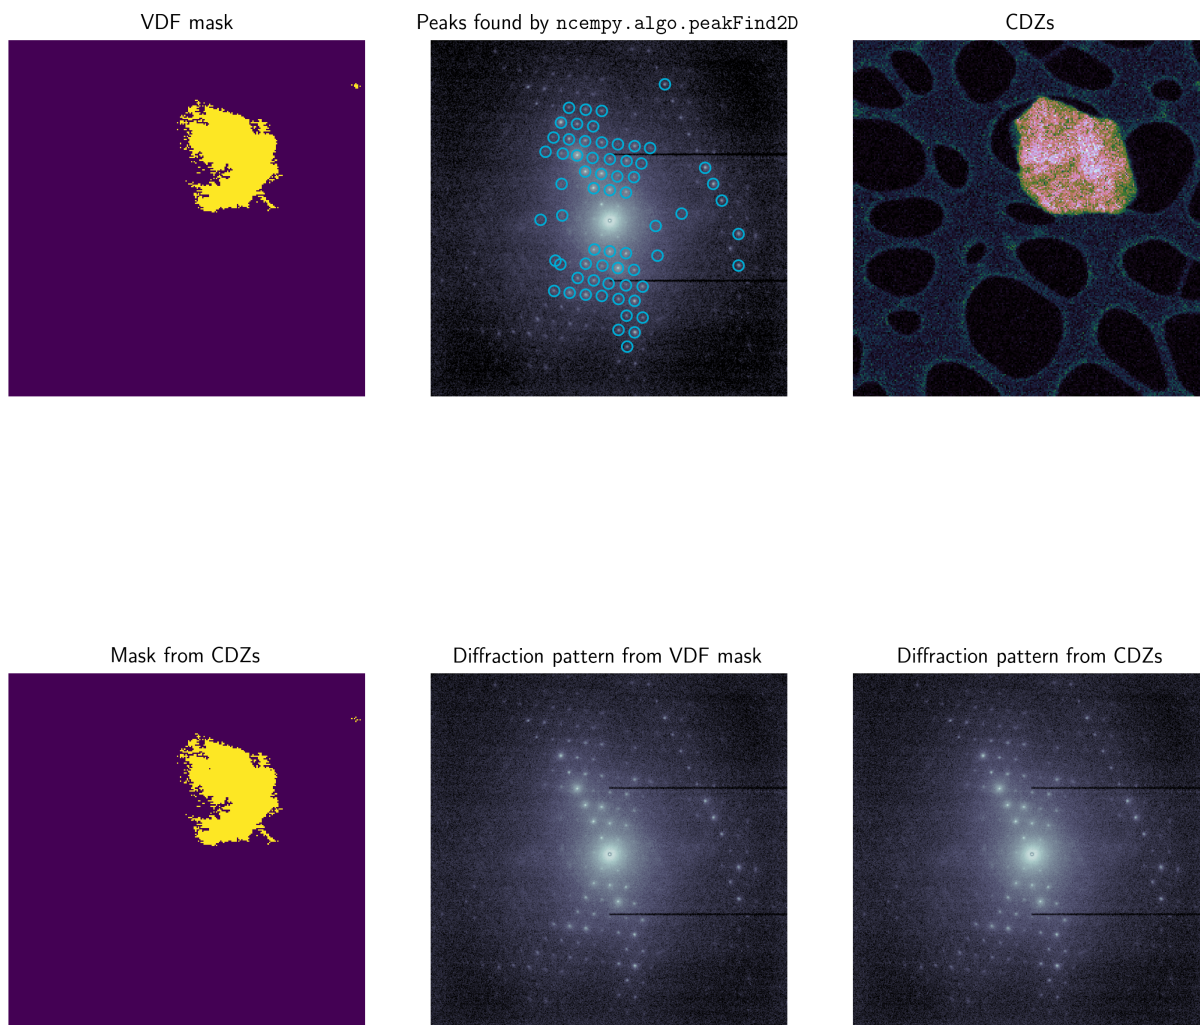 VDF mask
Peaks found by ncempy.algo.peakFind2D
CDZs
Mask from CDZs
Diffraction pattern from VDF mask
Diffraction pattern from CDZs